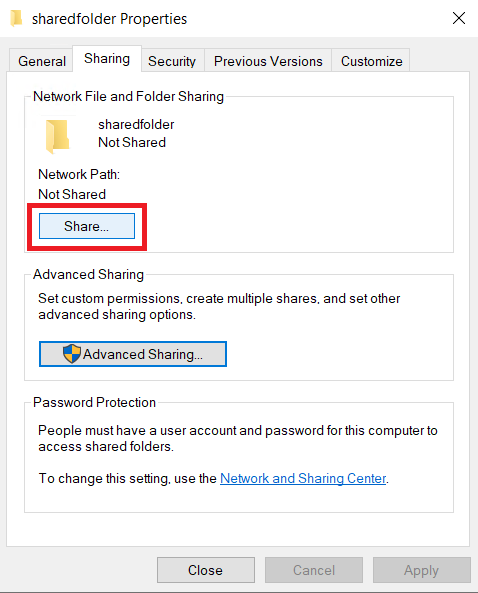 sharedfolder Properties
General Sharing Security Previous Versions Customize
Network File and Folder Sharing
sharedfolder
Not Shared
Network Path:
Not Shared
Share...
Advanced Sharing
Set custom permissions, create multiple shares, and set other
advanced sharing options.
Advanced Sharing...
Password Protection
People must have a user account and password for this computer to
access shared folders.
To change this setting, use the Network and Sharing Center.
Close Cancel Apply